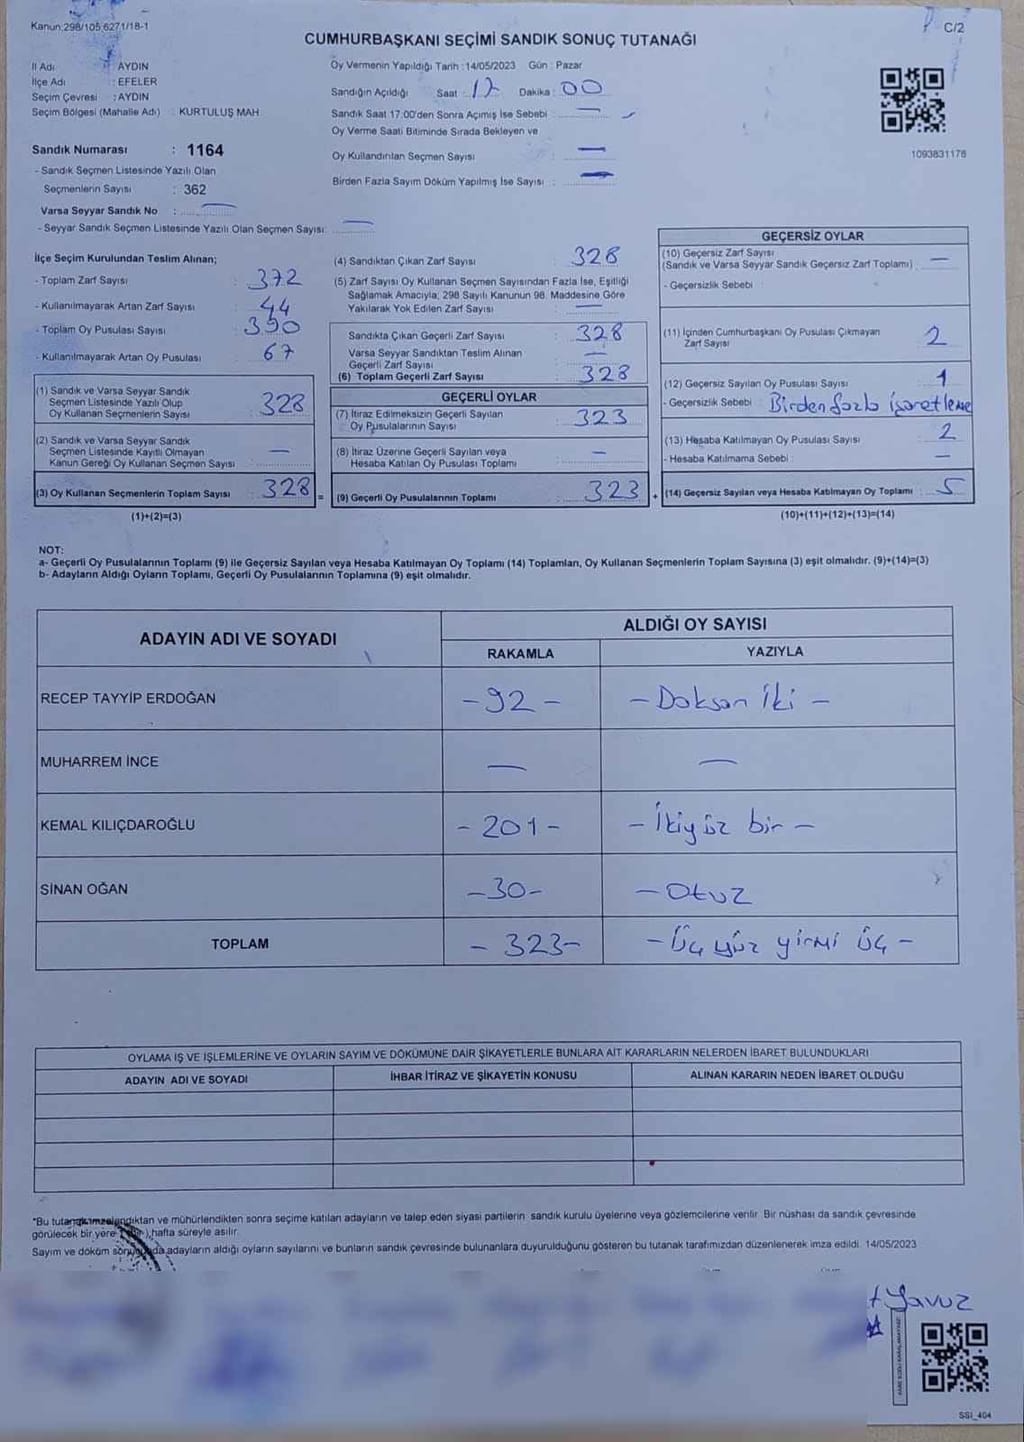 Kanun:298/105-6271/18-1
C/2
CUMHURBAŞKANI SEÇİMİ SANDIK SONUÇ TUTANAĞI
İl Adı : AYDIN
İlçe Adı : EFELER
Seçim Çevresi : AYDIN
Seçim Bölgesi (Mahalle Adı) : KURTULUŞ MAH
Oy Vermenin Yapıldığı Tarih :14/05/2023 Gün : Pazar
Sandığın Açıldığı Saat : 17 Dakika : 00
Sandık Saat 17:00'den Sonra Açımış İse Sebebi : —
Oy Verme Saati Bitiminde Sırada Bekleyen ve
Oy Kullandırılan Seçmen Sayısı : —
Birden Fazla Sayım Döküm Yapılmış İse Sayısı : —
1093831176
Sandık Numarası : 1164
- Sandık Seçmen Listesinde Yazılı Olan
Seçmenlerin Sayısı : 362
Varsa Seyyar Sandık No : —
- Seyyar Sandık Seçmen Listesinde Yazılı Olan Seçmen Sayısı: —
İlçe Seçim Kurulundan Teslim Alınan;
- Toplam Zarf Sayısı : 372
- Kullanılmayarak Artan Zarf Sayısı : 44
- Toplam Oy Pusulası Sayısı : 390
- Kullanılmayarak Artan Oy Pusulası : 67
(1) Sandık ve Varsa Seyyar Sandık
Seçmen Listesinde Yazılı Olup
Oy Kullanan Seçmenlerin Sayısı : 328
(2) Sandık ve Varsa Seyyar Sandık
Seçmen Listesinde Kayıtlı Olmayan
Kanun Gereği Oy Kullanan Seçmen Sayısı —
(3) Oy Kullanan Seçmenlerin Toplam Sayısı : 328 =
(1)+(2)=(3)
(4) Sandıktan Çıkan Zarf Sayısı : 328
(5) Zarf Sayısı Oy Kullanan Seçmen Sayısından Fazla İse, Eşitliği
Sağlamak Amacıyla; 298 Sayılı Kanunun 98. Maddesine Göre
Yakılarak Yok Edilen Zarf Sayısı : —
Sandıkta Çıkan Geçerli Zarf Sayısı : 328
Varsa Seyyar Sandıktan Teslim Alınan
Geçerli Zarf Sayısı : —
(6) Toplam Geçerli Zarf Sayısı : 328
GEÇERLİ OYLAR
(7) İtiraz Edilmeksizin Geçerli Sayılan
Oy Pusulalarının Sayısı : 323
(8) İtiraz Üzerine Geçerli Sayılan veya
Hesaba Katılan Oy Pusulası Toplamı : —
(9) Geçerli Oy Pusulalarının Toplamı : 323 +
GEÇERSİZ OYLAR
(10) Geçersiz Zarf Sayısı
(Sandık ve Varsa Seyyar Sandık Geçersiz Zarf Toplamı) : —
- Geçersizlik Sebebi :
(11) İçinden Cumhurbaşkanı Oy Pusulası Çıkmayan
Zarf Sayısı : 2
(12) Geçersiz Sayılan Oy Pusulası Sayısı : 1
- Geçersizlik Sebebi : Birden fazla işaretleme
(13) Hesaba Katılmayan Oy Pusulası Sayısı : 2
- Hesaba Katılmama Sebebi : —
(14) Geçersiz Sayılan veya Hesaba Katılmayan Oy Toplamı : 5
(10)+(11)+(12)+(13)=(14)
NOT:
a- Geçerli Oy Pusulalarının Toplamı (9) ile Geçersiz Sayılan veya Hesaba Katılmayan Oy Toplamı (14) Toplamları, Oy Kullanan Seçmenlerin Toplam Sayısına (3) eşit olmalıdır. (9)+(14)=(3)
b- Adayların Aldığı Oyların Toplamı, Geçerli Oy Pusulalarının Toplamına (9) eşit olmalıdır.
ADAYIN ADI VE SOYADI
ALDIĞI OY SAYISI
RAKAMLA YAZIYLA
RECEP TAYYİP ERDOĞAN -92- - Doksan İki -
MUHARREM İNCE — —
KEMAL KILIÇDAROĞLU - 201 - - İkiyüz bir -
SİNAN OĞAN -30- - Otuz
TOPLAM - 323- - Üç yüz yirmi üç -
OYLAMA İŞ VE İŞLEMLERİNE VE OYLARIN SAYIM VE DÖKÜMÜNE DAİR ŞİKAYETLERLE BUNLARA AİT KARARLARIN NELERDEN İBARET BULUNDUKLARI
ADAYIN ADI VE SOYADI İHBAR İTİRAZ VE ŞİKAYETİN KONUSU ALINAN KARARIN NEDEN İBARET OLDUĞU
*Bu tutanak imzalandıktan ve mühürlendikten sonra seçime katılan adayların ve talep eden siyasi partilerin sandık kurulu üyelerine veya gözlemcilerine verilir. Bir nüshası da sandık çevresinde
görülecek bir yere hafta süreyle asılır.
Sayım ve döküm sonucunda adayların aldığı oyların sayılarını ve bunların sandık çevresinde bulunanlara duyurulduğunu gösteren bu tutanak tarafımızdan düzenlenerek imza edildi. 14/05/2023
Yavuz
SSI_404